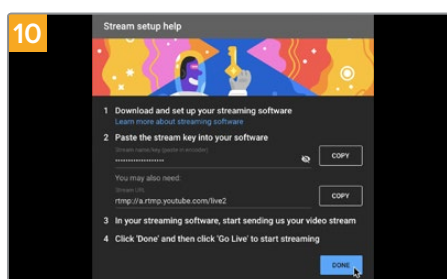 10
Stream setup help
1 Download and set up your streaming software
Learn more about streaming software
2 Paste the stream key into your software
Stream name/key (paste in encoder)
•••••••••••••••••••
COPY
You may also need:
Stream URL
rtmp://a.rtmp.youtube.com/live2
COPY
3 In your streaming software, start sending us your video stream
4 Click 'Done' and then click 'Go Live' to start streaming
DONE